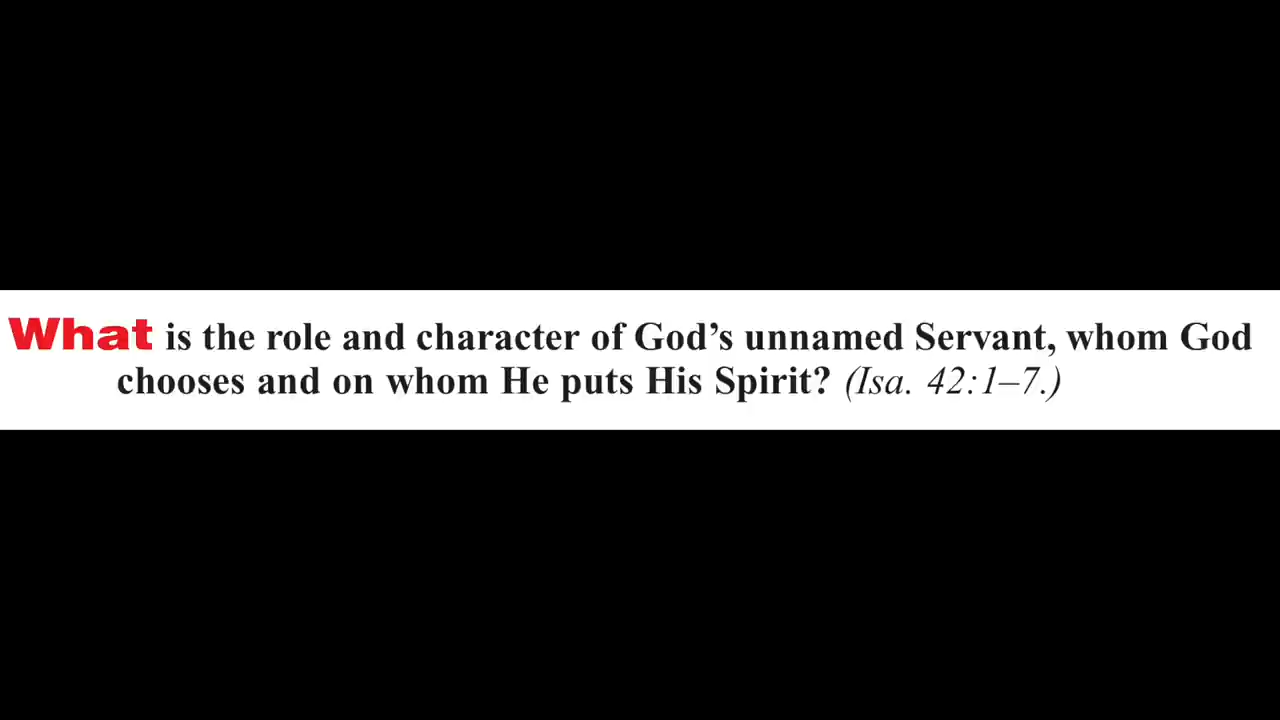 What is the role and character of God’s unnamed Servant, whom God
chooses and on whom He puts His Spirit? (Isa. 42:1–7.)